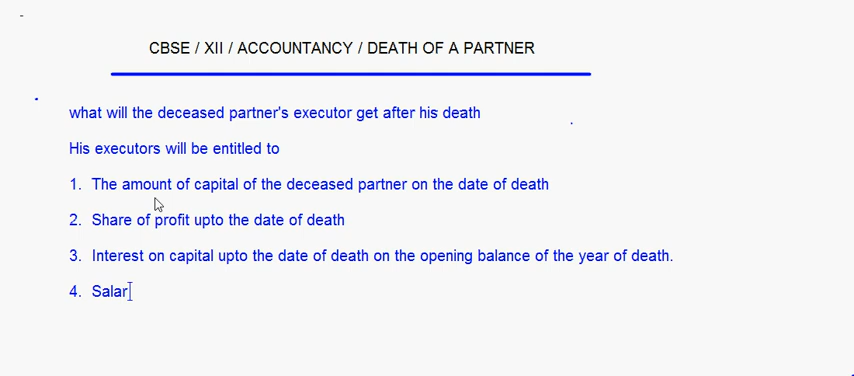 CBSE / XII / ACCOUNTANCY / DEATH OF A PARTNER
what will the deceased partner's executor get after his death
His executors will be entitled to
1. The amount of capital of the deceased partner on the date of death
2. Share of profit upto the date of death
3. Interest on capital upto the date of death on the opening balance of the year of death.
4. Salar